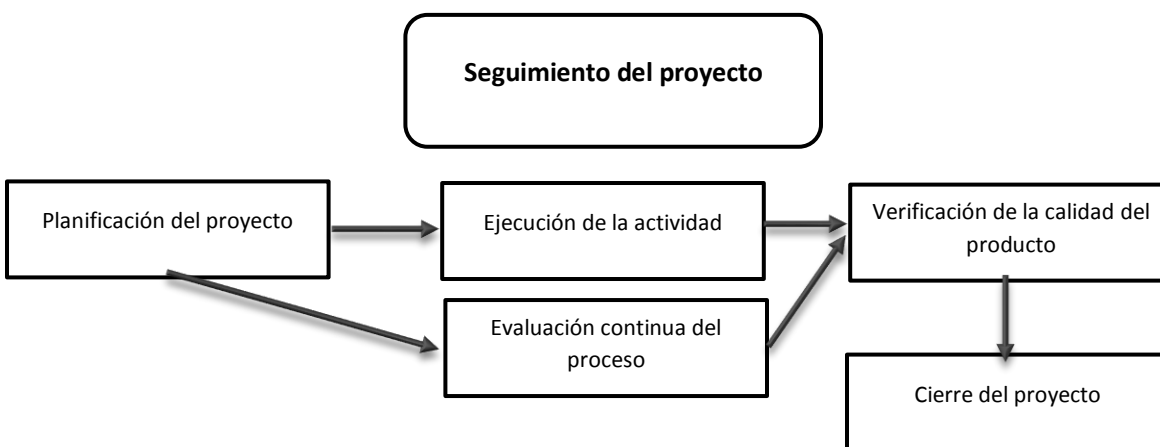 Seguimiento del proyecto
Planificación del proyecto
Ejecución de la actividad
Verificación de la calidad del
producto
Evaluación continua del
proceso
Cierre del proyecto